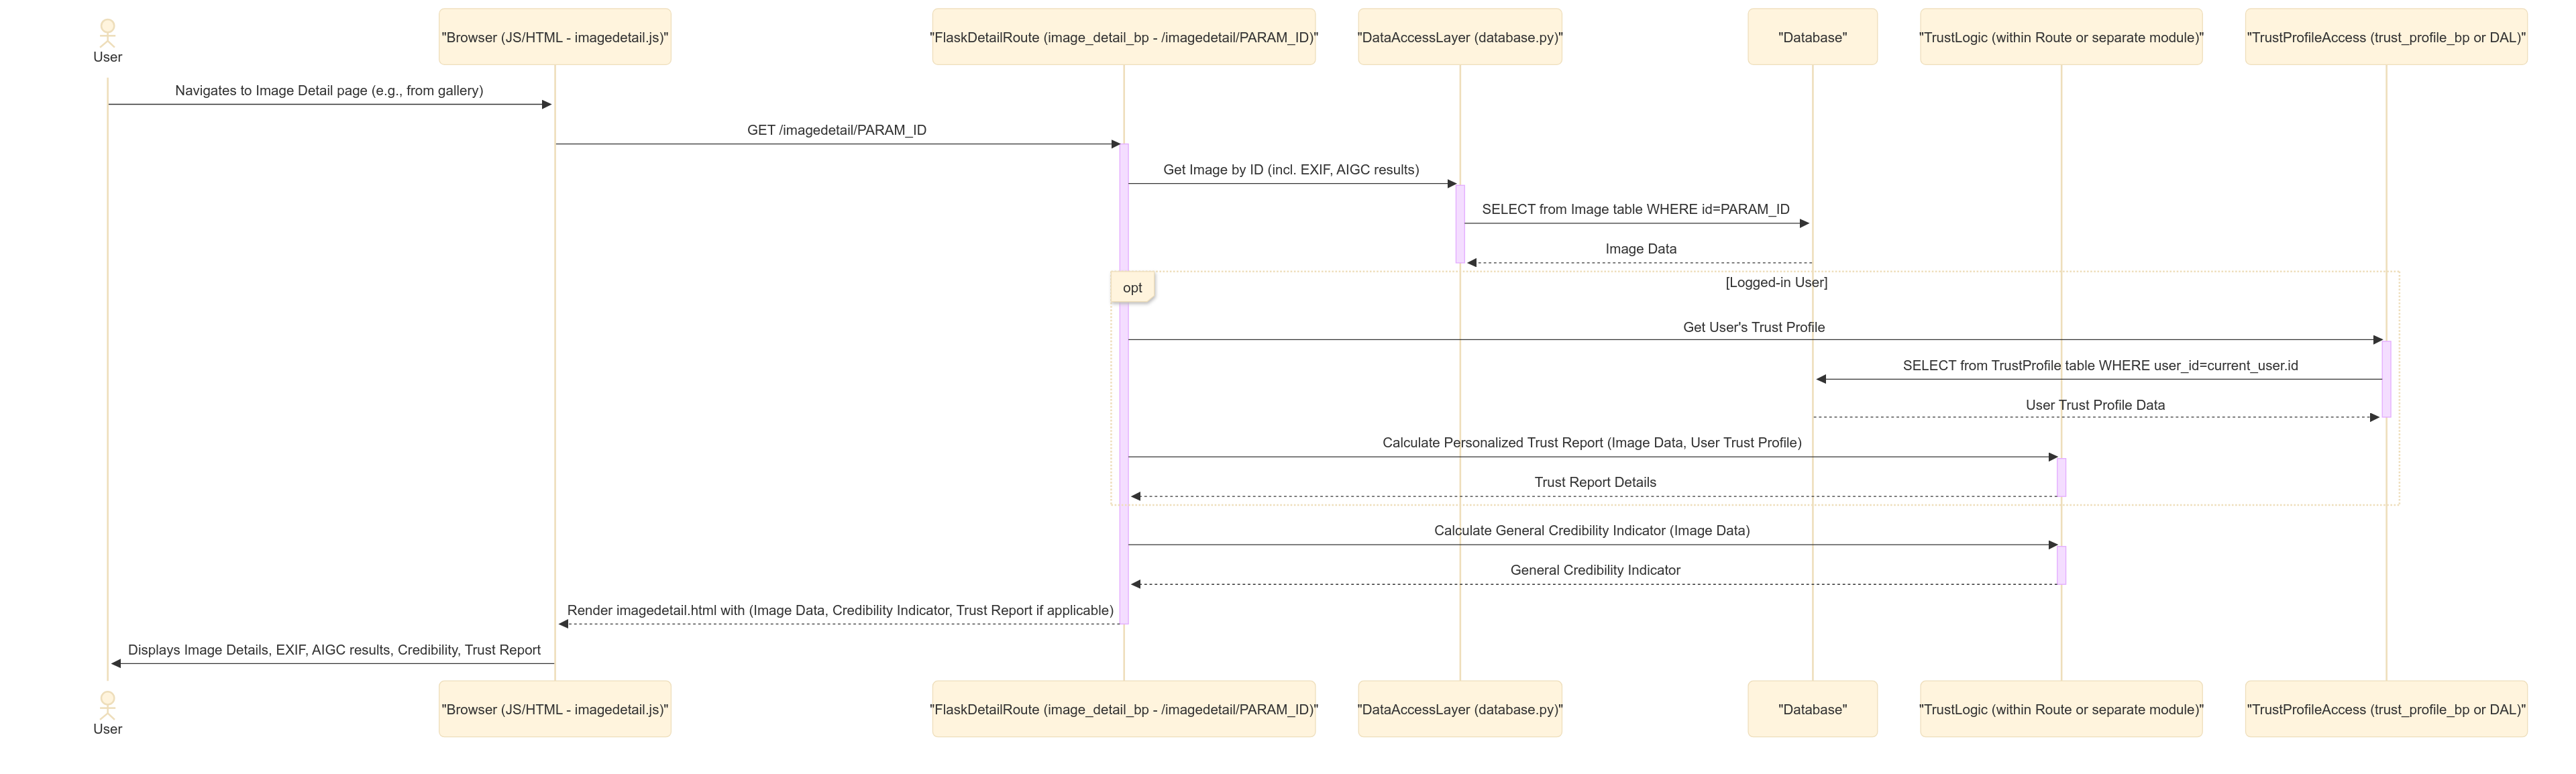 User
"Browser (JS/HTML - imagedetail.js)"
"FlaskDetailRoute (image_detail_bp - /imagedetail/PARAM_ID)"
"DataAccessLayer (database.py)"
"Database"
"TrustLogic (within Route or separate module)"
"TrustProfileAccess (trust_profile_bp or DAL)"
Navigates to Image Detail page (e.g., from gallery)
GET /imagedetail/PARAM_ID
Get Image by ID (incl. EXIF, AIGC results)
SELECT from Image table WHERE id=PARAM_ID
Image Data
opt
[Logged-in User]
Get User's Trust Profile
SELECT from TrustProfile table WHERE user_id=current_user.id
User Trust Profile Data
Calculate Personalized Trust Report (Image Data, User Trust Profile)
Trust Report Details
Calculate General Credibility Indicator (Image Data)
General Credibility Indicator
Render imagedetail.html with (Image Data, Credibility Indicator, Trust Report if applicable)
Displays Image Details, EXIF, AIGC results, Credibility, Trust Report
User
"Browser (JS/HTML - imagedetail.js)"
"FlaskDetailRoute (image_detail_bp - /imagedetail/PARAM_ID)"
"DataAccessLayer (database.py)"
"Database"
"TrustLogic (within Route or separate module)"
"TrustProfileAccess (trust_profile_bp or DAL)"